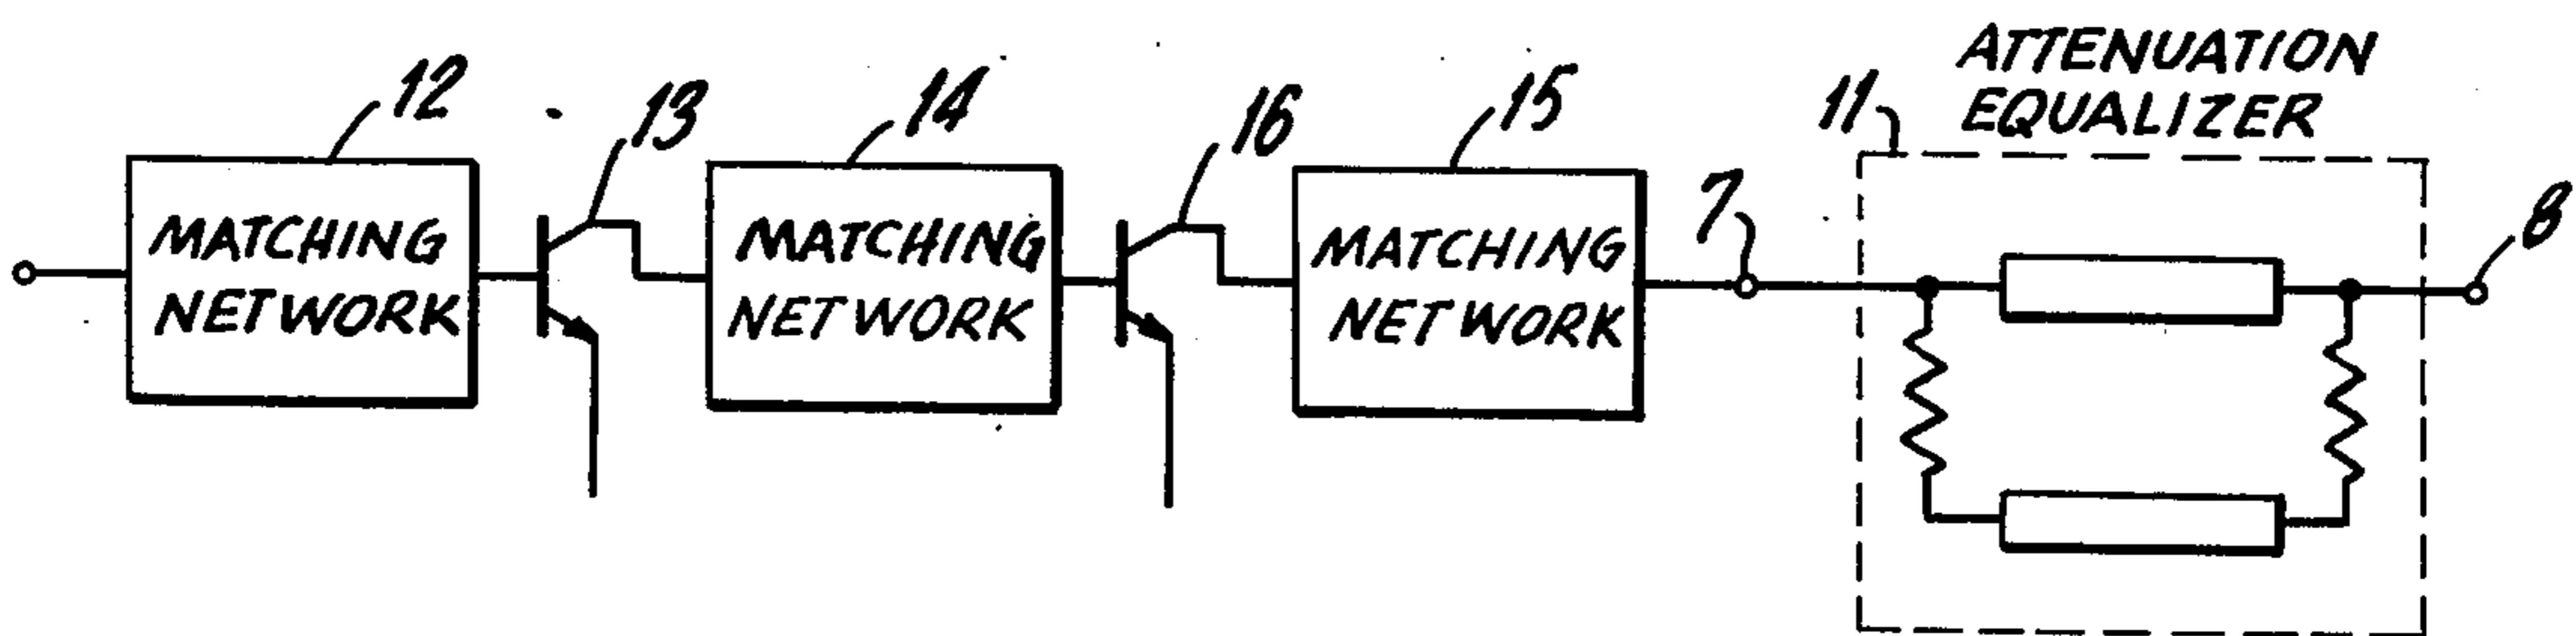 12
13
14
16
15
7
11
ATTENUATION
EQUALIZER
8
MATCHING
NETWORK
MATCHING
NETWORK
MATCHING
NETWORK